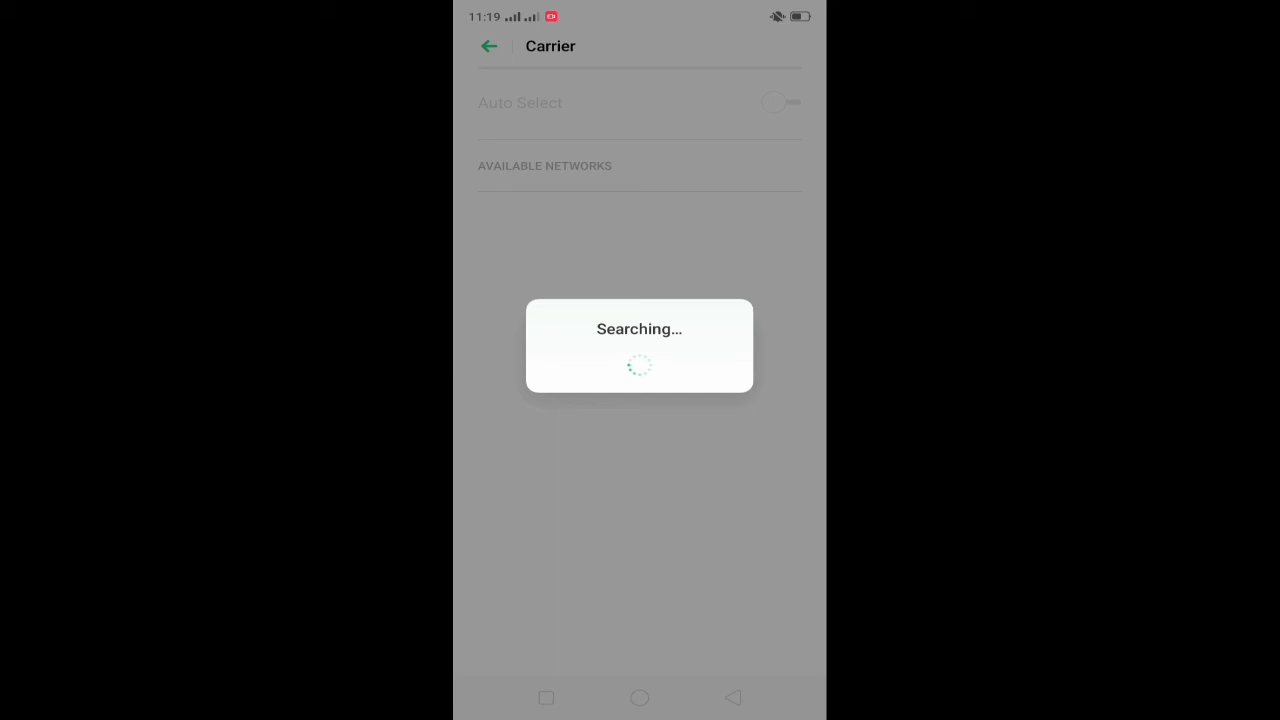 11:19
Carrier
Auto Select
AVAILABLE NETWORKS
Searching...